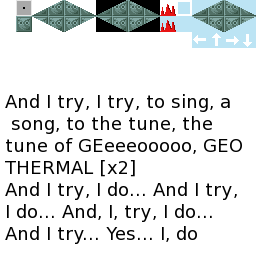 And I try, I try, to sing, a
song, to the tune, the
tune of GEeeeooooo, GEO
THERMAL [x2]
And I try, I do... And I try,
I do... And, I, try, I do...
And I try... Yes... I, do